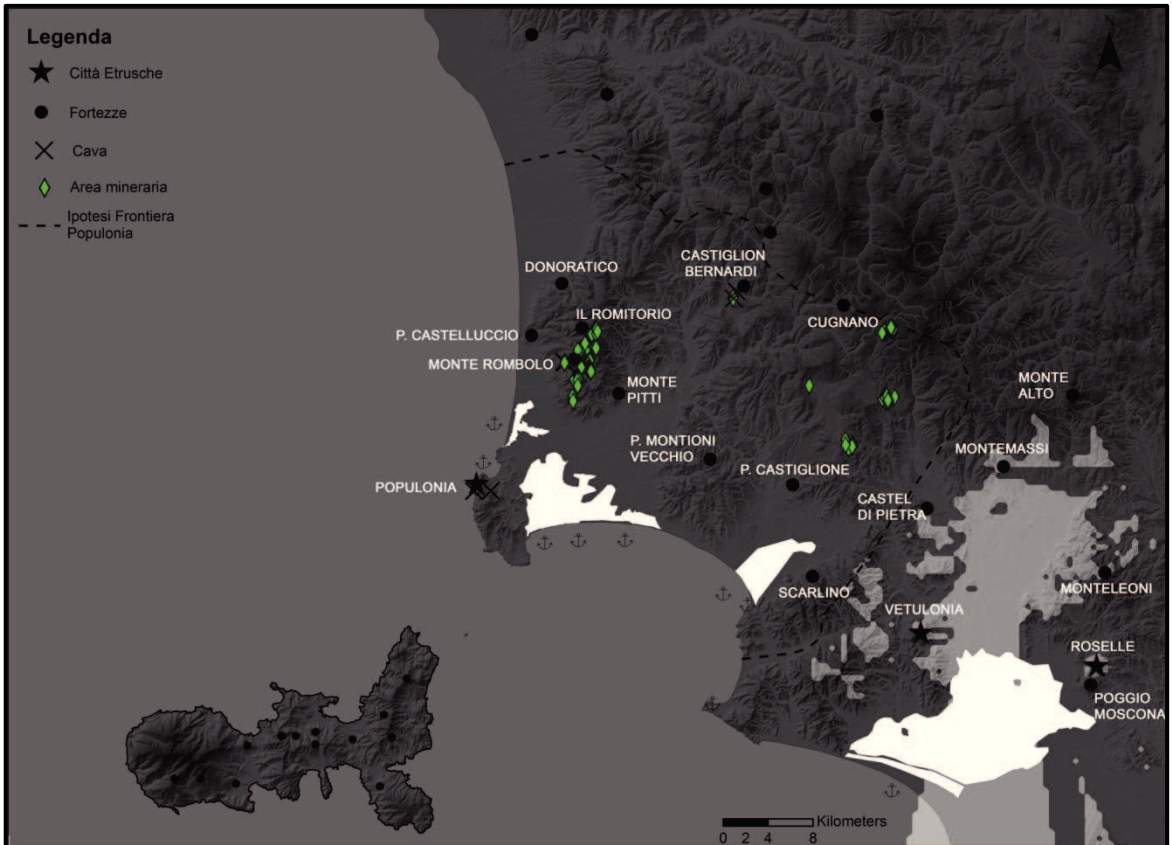 Legenda
Città Etrusche
Fortezze
Cava
Area mineraria
Ipotesi Frontiera
Populonia
DONORATICO
CASTIGLION
BERNARDI
IL ROMITORIO
P. CASTELLUCCIO
CUGNANO
MONTE ROMBOLO
MONTE
PITTI
MONTE
ALTO
P. MONTIONI
VECCHIO
MONTEMASSI
P. CASTIGLIONE
POPULONIA
CASTEL
DI PIETRA
SCARLINO
MONTELEONI
VETULONIA
ROSELLE
POGGIO
MOSCONA
Kilometers
0 2 4 8